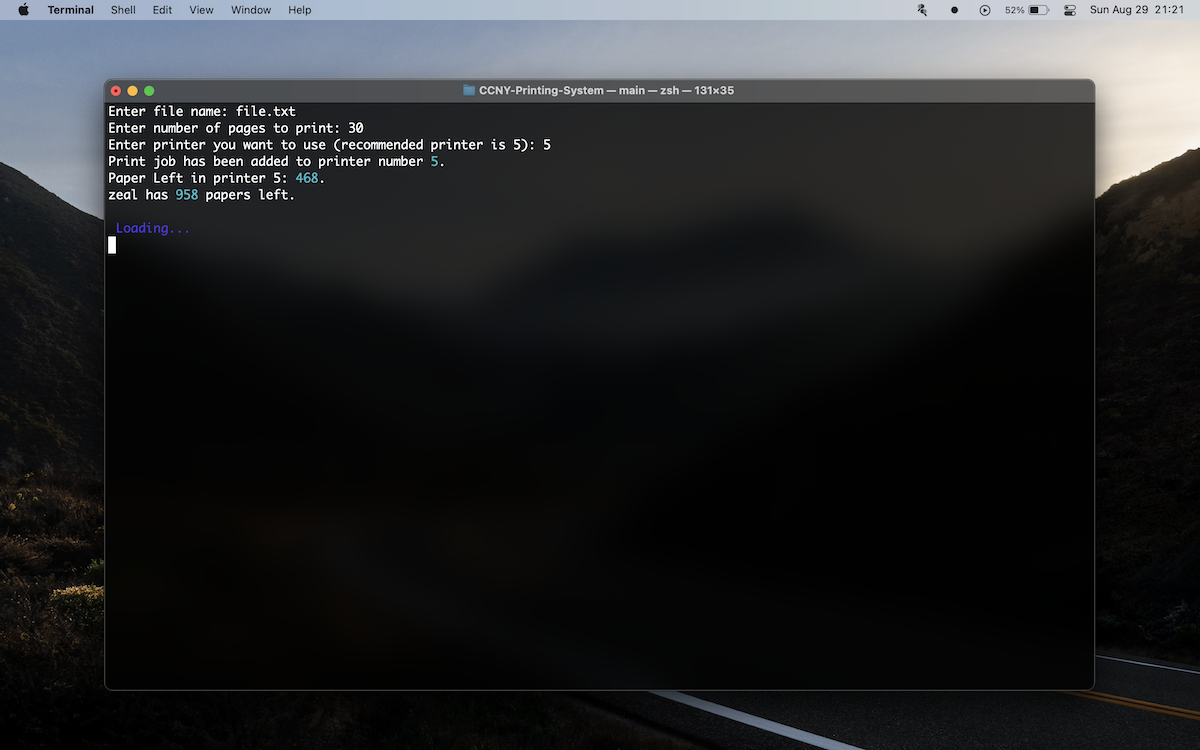 Terminal Shell Edit View Window Help 52% Sun Aug 29 21:21
CCNY-Printing-System — main — zsh — 131×35
Enter file name: file.txt
Enter number of pages to print: 30
Enter printer you want to use (recommended printer is 5): 5
Print job has been added to printer number 5.
Paper Left in printer 5: 468.
zeal has 958 papers left.
Loading...